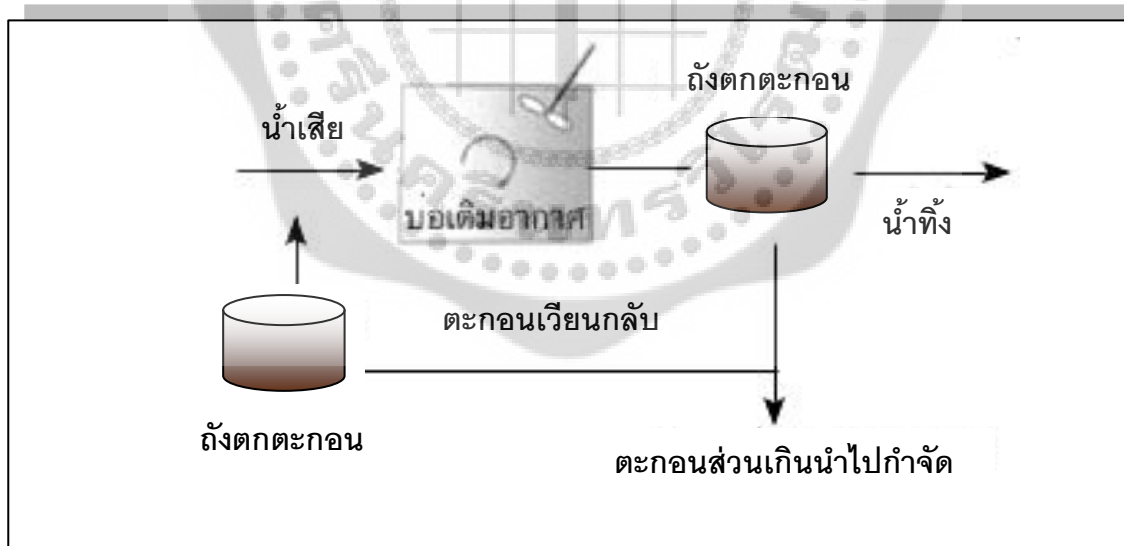 ถังตกตะกอน
น้ำเสีย
บ่อเติมอากาศ
น้ำทิ้ง
ตะกอนเวียนกลับ
ถังตกตะกอน
ตะกอนส่วนเกินนำไปกำจัด